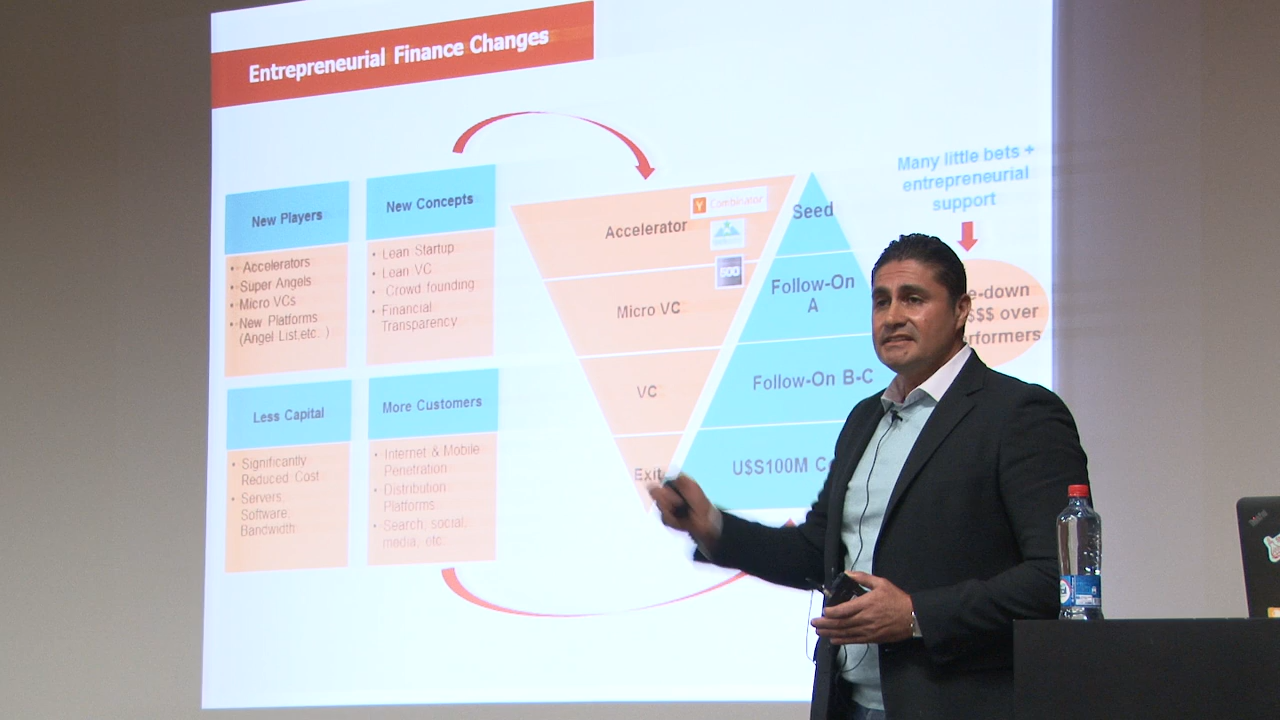 Entrepreneurial Finance Changes
New Players
• Accelerators
• Super Angels
• Micro VCs
• New Platforms
(Angel List,etc. )
New Concepts
• Lean Startup
• Lean VC
• Crowd founding
• Financial
Transparency
Less Capital
• Significantly
Reduced Cost
• Servers,
Software,
Bandwidth
More Customers
• Internet & Mobile
Penetration
• Distribution
Platforms
• Search, social,
media, etc.
Accelerator
Y Combinator
500
Micro VC
VC
Exit
Seed
Follow-On
A
Follow-On B-C
U$S100M
Many little bets +
entrepreneurial
support
e-down
$$$ over
rformers